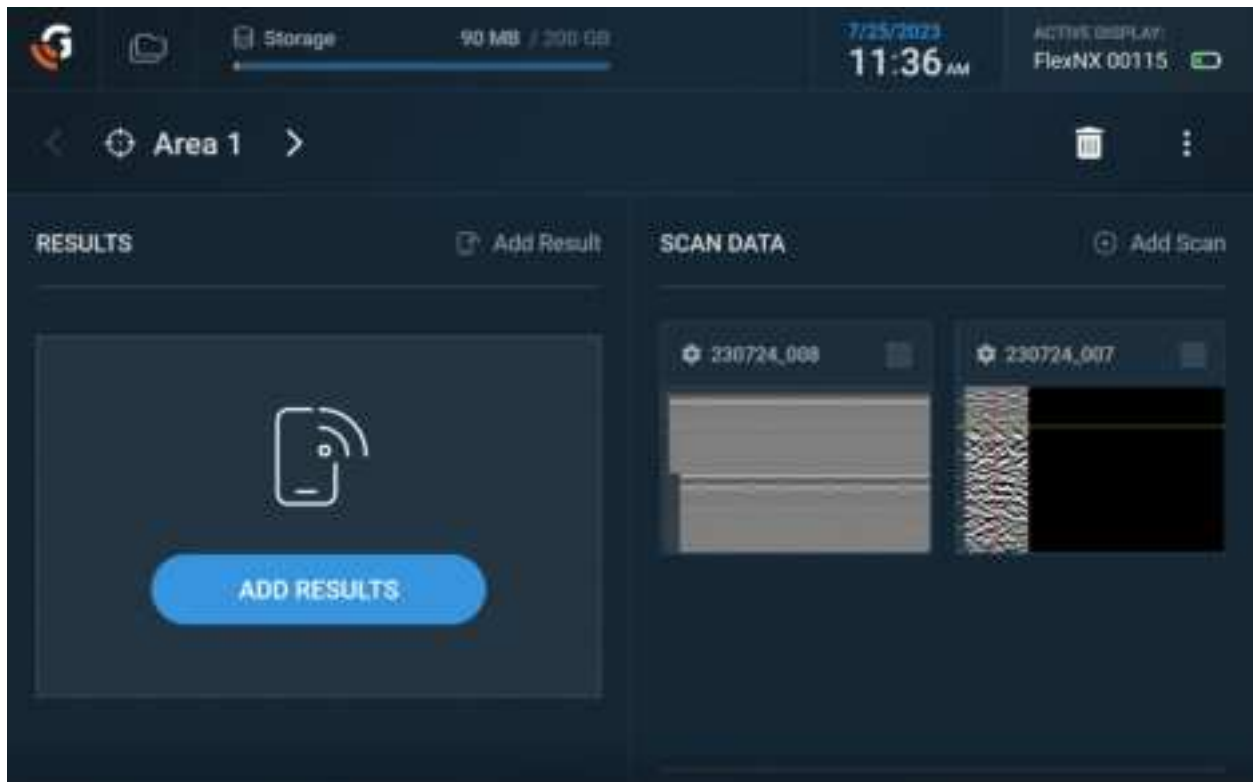 Storage 90 MB / 200 GB
7/25/2023
11:36 AM
ACTIVE DISPLAY:
FlexNX 00115
Area 1
RESULTS
Add Result
ADD RESULTS
SCAN DATA
Add Scan
230724_008
230724_007